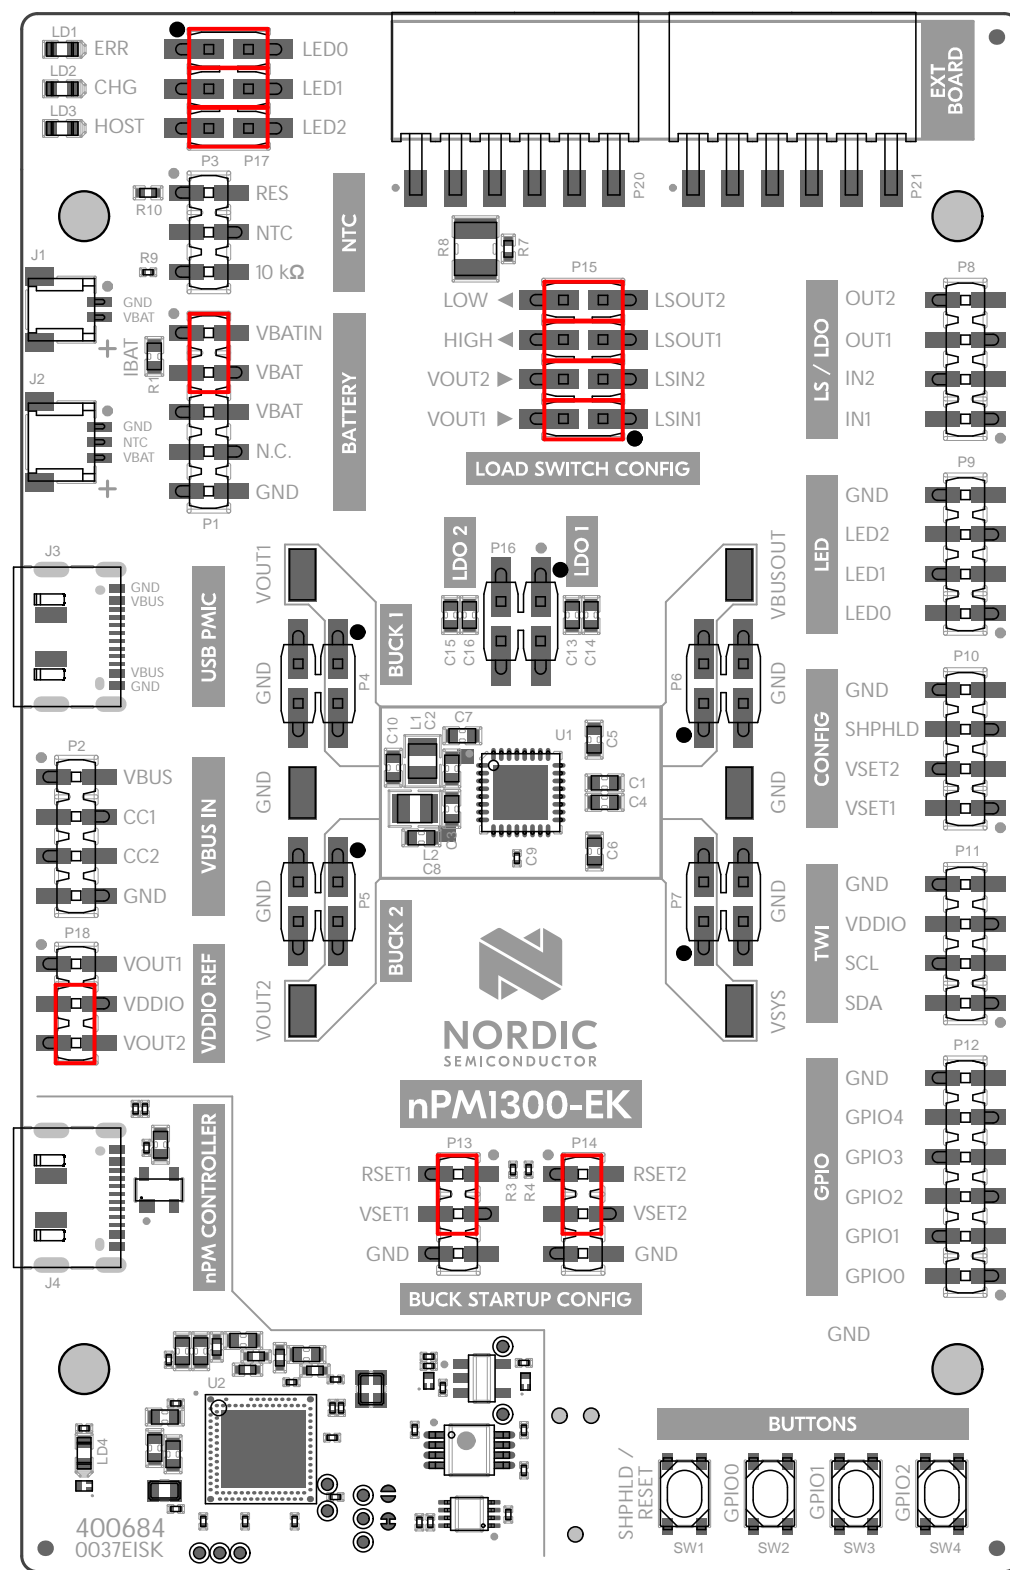 LD1
ERR
LED0
LD2
CHG
LED1
LD3
HOST
LED2
P3
P17
EXT
BOARD
P20
P21
RES
R10
NTC
R9
10 kΩ
NTC
J1
GND
VBAT
IBAT
R1
VBATIN
VBAT
VBAT
N.C.
GND
P1
BATTERY
J2
GND
NTC
VBAT
R8
R7
P15
LOW
LSOUT2
HIGH
LSOUT1
VOUT2
LSIN2
VOUT1
LSIN1
LOAD SWITCH CONFIG
P8
OUT2
OUT1
IN2
IN1
LS / LDO
P9
GND
LED2
LED1
LED0
LED
J3
GND
VBUS
VBUS
GND
USB PMIC
VOUT1
BUCK 1
GND
P4
LDO 2
P16
LDO 1
C15
C16
C13
C14
VBUSOUT
P6
GND
P10
GND
SHPHLD
VSET2
VSET1
CONFIG
P2
VBUS
CC1
CC2
GND
VBUS IN
GND
C10
L1
C2
C7
U1
C5
C1
C4
C6
C9
L2
C8
C3
GND
GND
P5
BUCK 2
VOUT2
P7
GND
VSYS
P11
GND
VDDIO
SCL
SDA
TWI
P18
VOUT1
VDDIO
VOUT2
VDDIO REF
NORDIC
SEMICONDUCTOR
nPM1300-EK
P12
GND
GPIO4
GPIO3
GPIO2
GPIO1
GPIO0
GPIO
P13
P14
RSET1
R3
R4
RSET2
VSET1
VSET2
GND
GND
BUCK STARTUP CONFIG
nPM CONTROLLER
J4
GND
U2
LD4
400684
0037EISK
BUTTONS
SHPHLD /
RESET
GPIO0
GPIO1
GPIO2
SW1
SW2
SW3
SW4